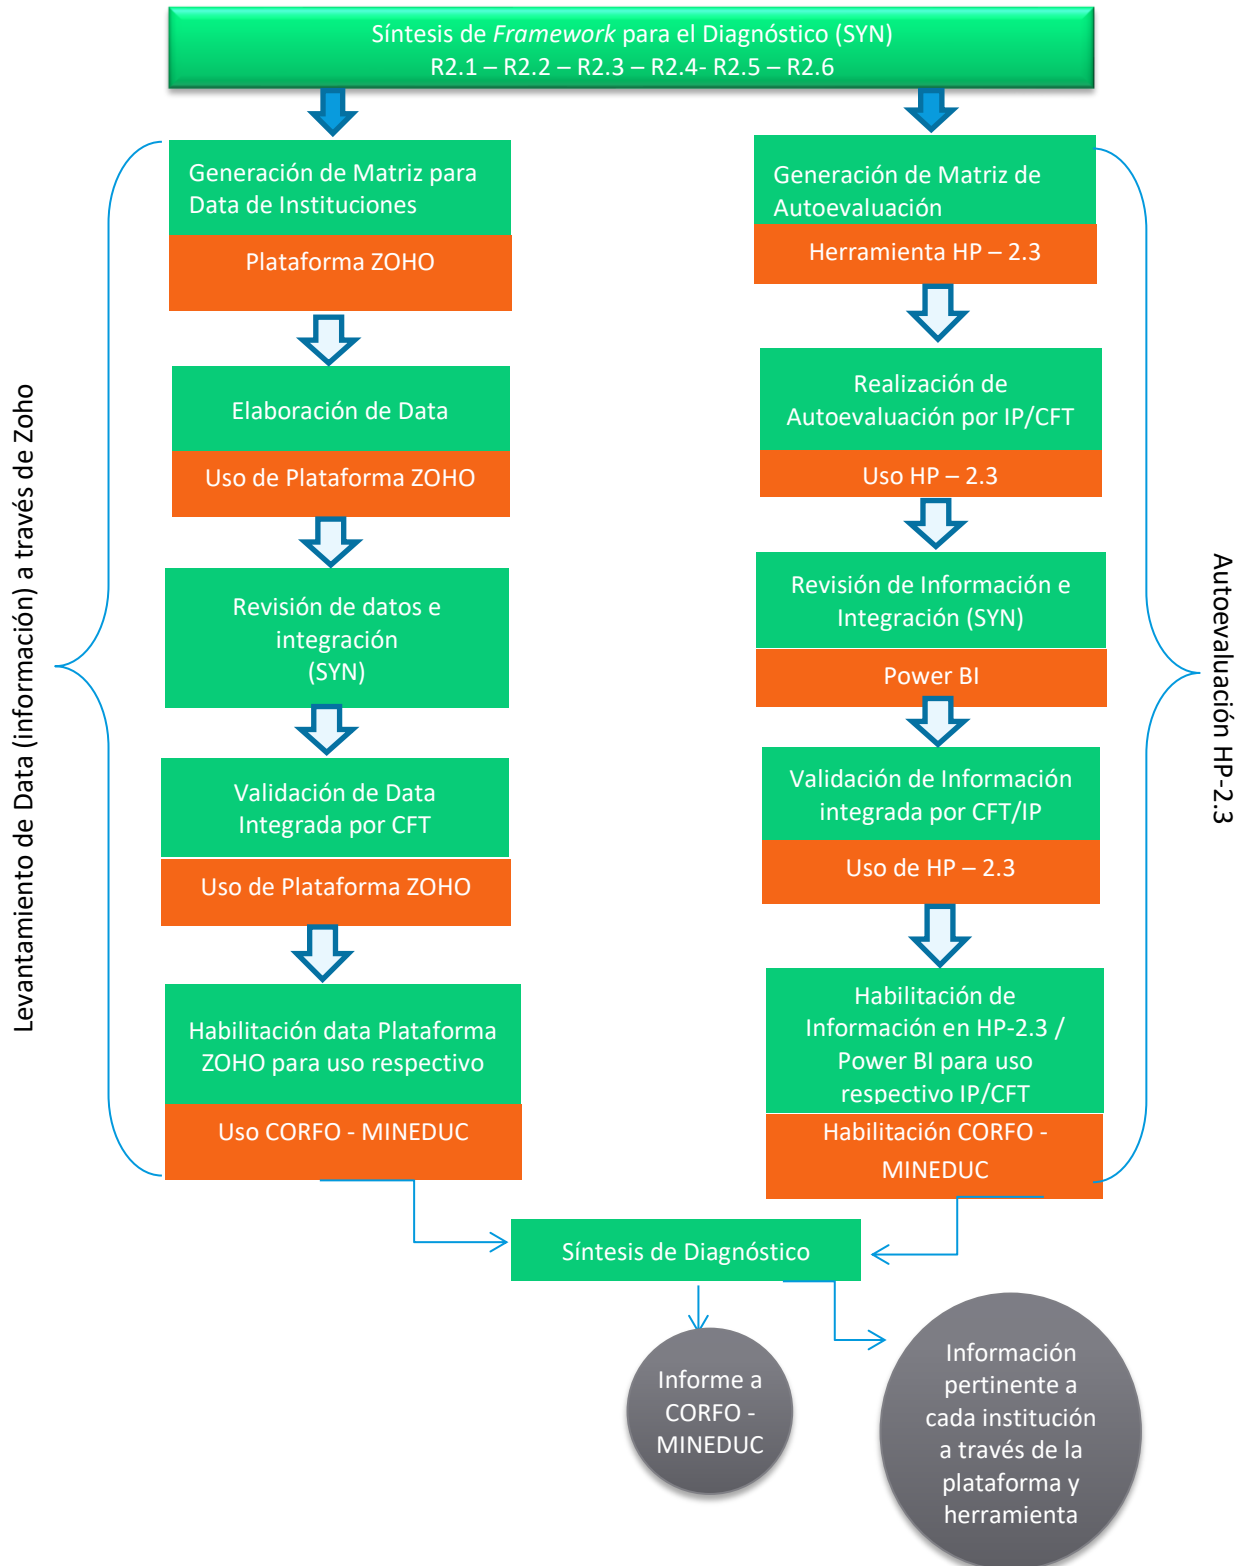 Síntesis de Framework para el Diagnóstico (SYN)
R2.1 – R2.2 – R2.3 – R2.4- R2.5 – R2.6
Levantamiento de Data (información) a través de Zoho
Generación de Matriz para
Data de Instituciones
Plataforma ZOHO
Elaboración de Data
Uso de Plataforma ZOHO
Revisión de datos e
integración
(SYN)
Validación de Data
Integrada por CFT
Uso de Plataforma ZOHO
Habilitación data Plataforma
ZOHO para uso respectivo
Uso CORFO - MINEDUC
Generación de Matriz de
Autoevaluación
Herramienta HP – 2.3
Realización de
Autoevaluación por IP/CFT
Uso HP – 2.3
Revisión de Información e
Integración (SYN)
Power BI
Validación de Información
integrada por CFT/IP
Uso de HP – 2.3
Habilitación de
Información en HP-2.3 /
Power BI para uso
respectivo IP/CFT
Habilitación CORFO -
MINEDUC
Autoevaluación HP-2.3
Síntesis de Diagnóstico
Informe a
CORFO -
MINEDUC
Información
pertinente a
cada institución
a través de la
plataforma y
herramienta